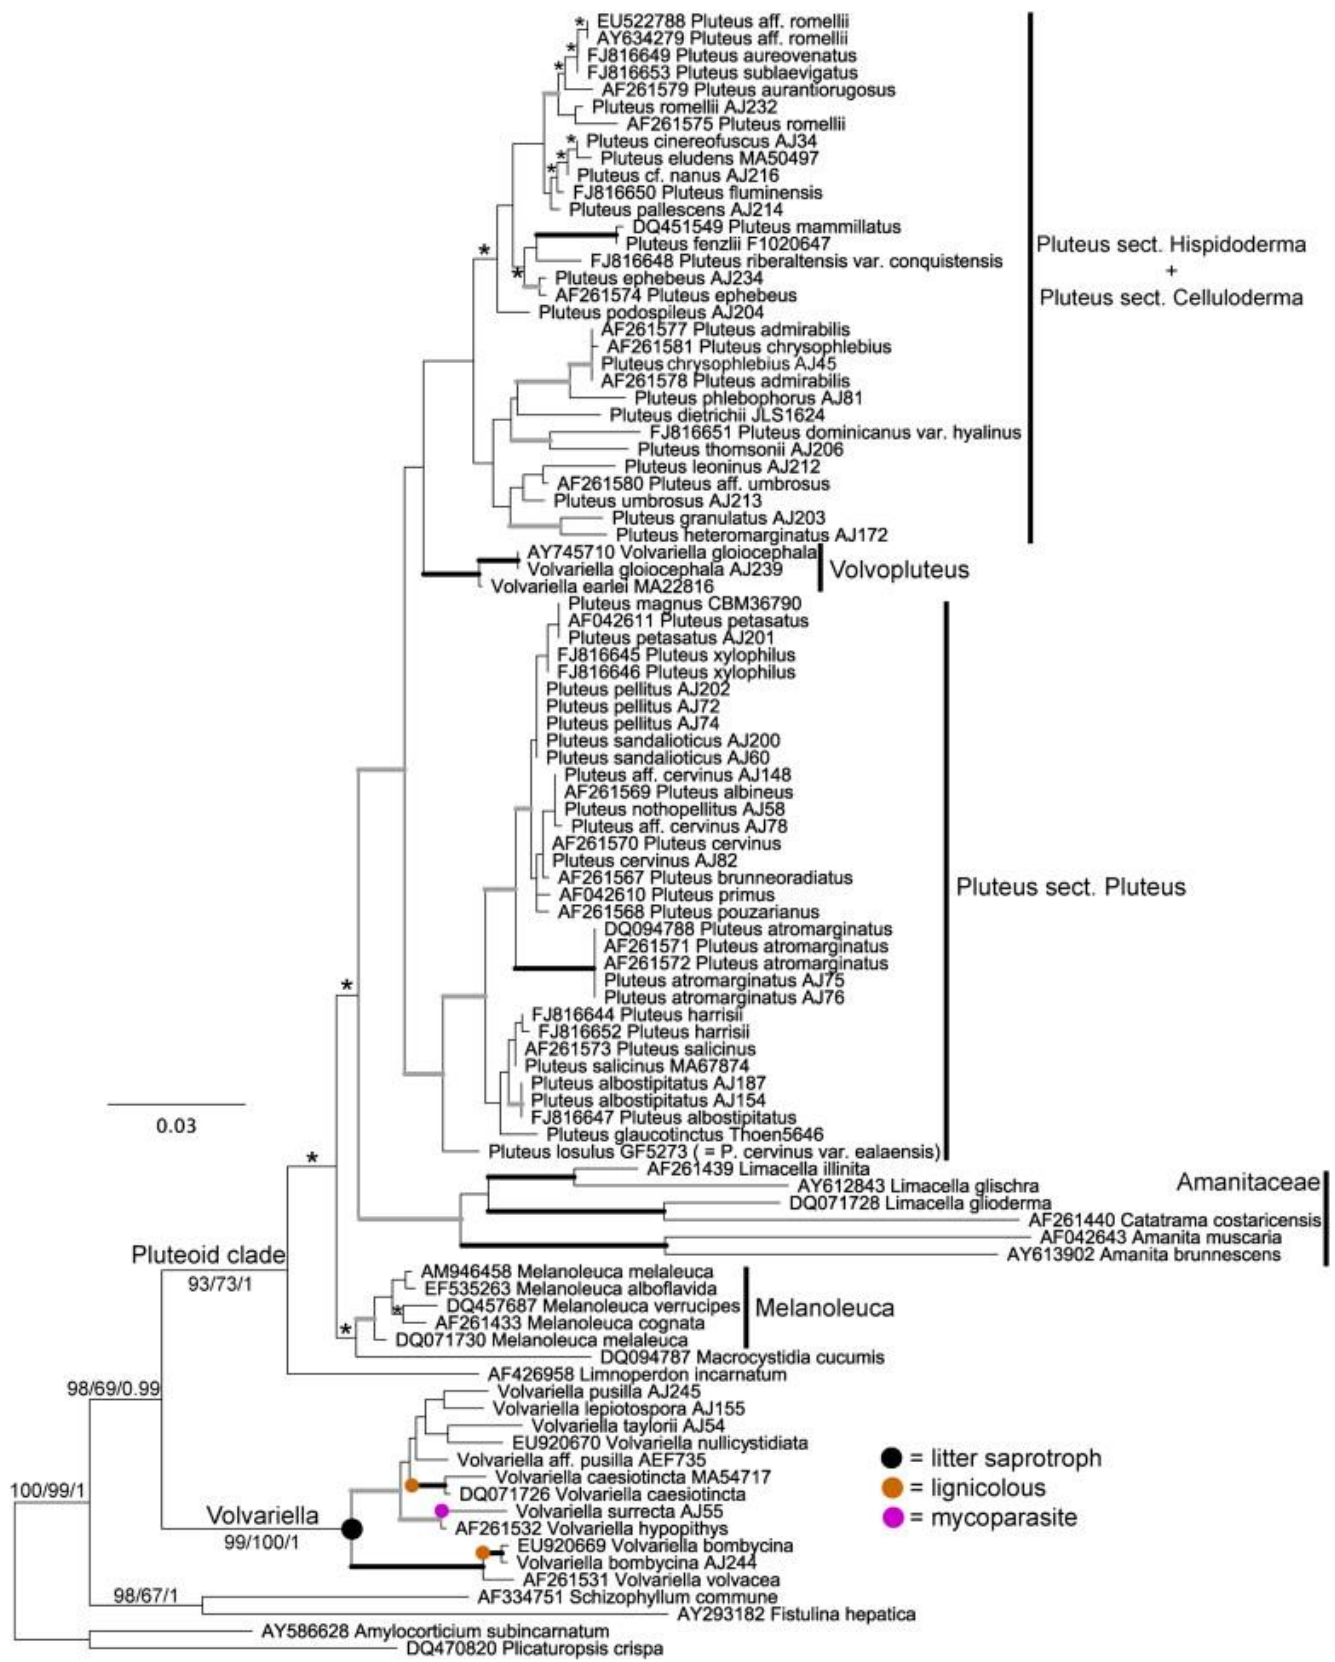 * EU522788 Pluteus aff. romellii
AY634279 Pluteus aff. romellii
* FJ816649 Pluteus aureovenatus
* FJ816653 Pluteus sublaevigatus
AF261579 Pluteus aurantiorugosus
Pluteus romellii AJ232
AF261575 Pluteus romellii
* Pluteus cinereofuscus AJ34
* Pluteus eludens MA50497
* Pluteus cf. nanus AJ216
FJ816650 Pluteus fluminensis
Pluteus pallescens AJ214
DQ451549 Pluteus mammillatus
Pluteus fenzlii F1020647
Pluteus sect. Hispidoderma
+
Pluteus sect. Celluloderma
*
FJ816648 Pluteus riberaltensis var. conquistensis
* Pluteus ephebeus AJ234
AF261574 Pluteus ephebeus
Pluteus podospileus AJ204
AF261577 Pluteus admirabilis
AF261581 Pluteus chrysophlebius
Pluteus chrysophlebius AJ45
AF261578 Pluteus admirabilis
Pluteus phlebophorus AJ81
Pluteus dietrichii JLS1624
FJ816651 Pluteus dominicanus var. hyalinus
Pluteus thomsonii AJ206
Pluteus leoninus AJ212
AF261580 Pluteus aff. umbrosus
Pluteus umbrosus AJ213
Pluteus granulatus AJ203
Pluteus heteromarginatus AJ172
AY745710 Volvariella gloiocephala
Volvariella gloiocephala AJ239
Volvariella earlei MA22816
Volvopluteus
Pluteus magnus CBM36790
AF042611 Pluteus petasatus
Pluteus petasatus AJ201
FJ816645 Pluteus xylophilus
FJ816646 Pluteus xylophilus
Pluteus pellitus AJ202
Pluteus pellitus AJ72
Pluteus pellitus AJ74
Pluteus sandalioticus AJ200
Pluteus sandalioticus AJ60
Pluteus aff. cervinus AJ148
AF261569 Pluteus albineus
Pluteus nothopellitus AJ58
Pluteus aff. cervinus AJ78
AF261570 Pluteus cervinus
Pluteus cervinus AJ82
AF261567 Pluteus brunneoradiatus
AF042610 Pluteus primus
AF261568 Pluteus pouzarianus
Pluteus sect. Pluteus
DQ094788 Pluteus atromarginatus
AF261571 Pluteus atromarginatus
AF261572 Pluteus atromarginatus
Pluteus atromarginatus AJ75
Pluteus atromarginatus AJ76
*
FJ816644 Pluteus harrisii
FJ816652 Pluteus harrisii
AF261573 Pluteus salicinus
Pluteus salicinus MA67874
Pluteus albostipitatus AJ187
Pluteus albostipitatus AJ154
FJ816647 Pluteus albostipitatus
Pluteus glaucotinctus Thoen5646
Pluteus losulus GF5273 ( = P. cervinus var. ealaensis)
0.03
*
AF261439 Limacella illinita
AY612843 Limacella glischra
DQ071728 Limacella glioderma
AF261440 Catatrama costaricensis
AF042643 Amanita muscaria
AY613902 Amanita brunnescens
Amanitaceae
Pluteoid clade
93/73/1
AM946458 Melanoleuca melaleuca
EF535263 Melanoleuca alboflavida
* DQ457687 Melanoleuca verrucipes
AF261433 Melanoleuca cognata
* DQ071730 Melanoleuca melaleuca
Melanoleuca
DQ094787 Macrocystidia cucumis
AF426958 Limnoperdon incarnatum
98/69/0.99
Volvariella pusilla AJ245
Volvariella lepiotospora AJ155
Volvariella taylorii AJ54
EU920670 Volvariella nullicystidiata
Volvariella aff. pusilla AEF735
Volvariella caesiotincta MA54717
DQ071726 Volvariella caesiotincta
Volvariella surrecta AJ55
AF261532 Volvariella hypopithys
EU920669 Volvariella bombycina
Volvariella bombycina AJ244
AF261531 Volvariella volvacea
= litter saprotroph
= lignicolous
= mycoparasite
100/99/1
Volvariella
99/100/1
98/67/1
AF334751 Schizophyllum commune
AY293182 Fistulina hepatica
AY586628 Amylocorticium subincarnatum
DQ470820 Plicaturopsis crispa